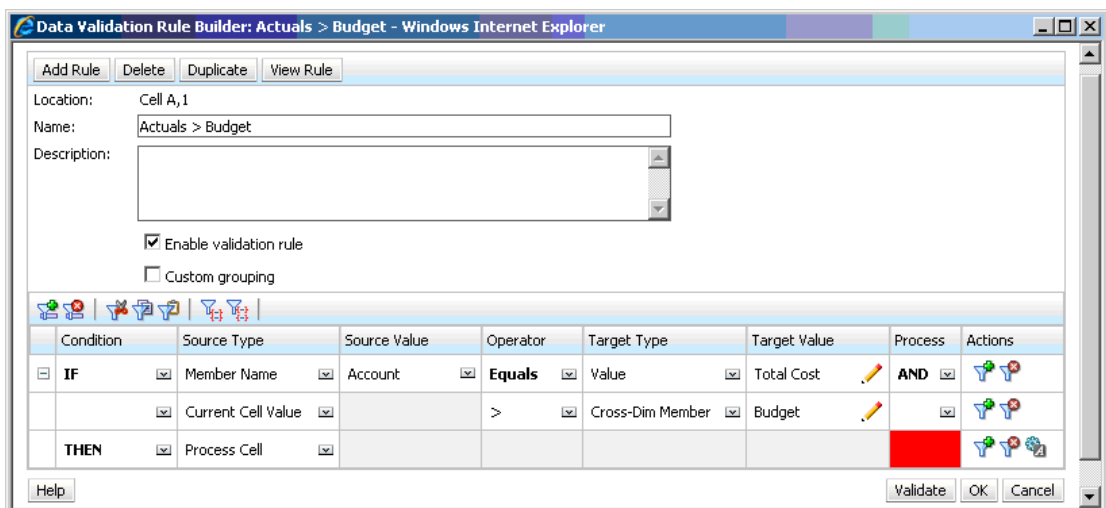 Data Validation Rule Builder: Actuals > Budget - Windows Internet Explorer
Add Rule Delete Duplicate View Rule
Location: Cell A,1
Name: Actuals > Budget
Description:
Enable validation rule
Custom grouping
Condition Source Type Source Value Operator Target Type Target Value Process Actions
IF Member Name Account Equals Value Total Cost AND
Current Cell Value > Cross-Dim Member Budget
THEN Process Cell
Help Validate OK Cancel